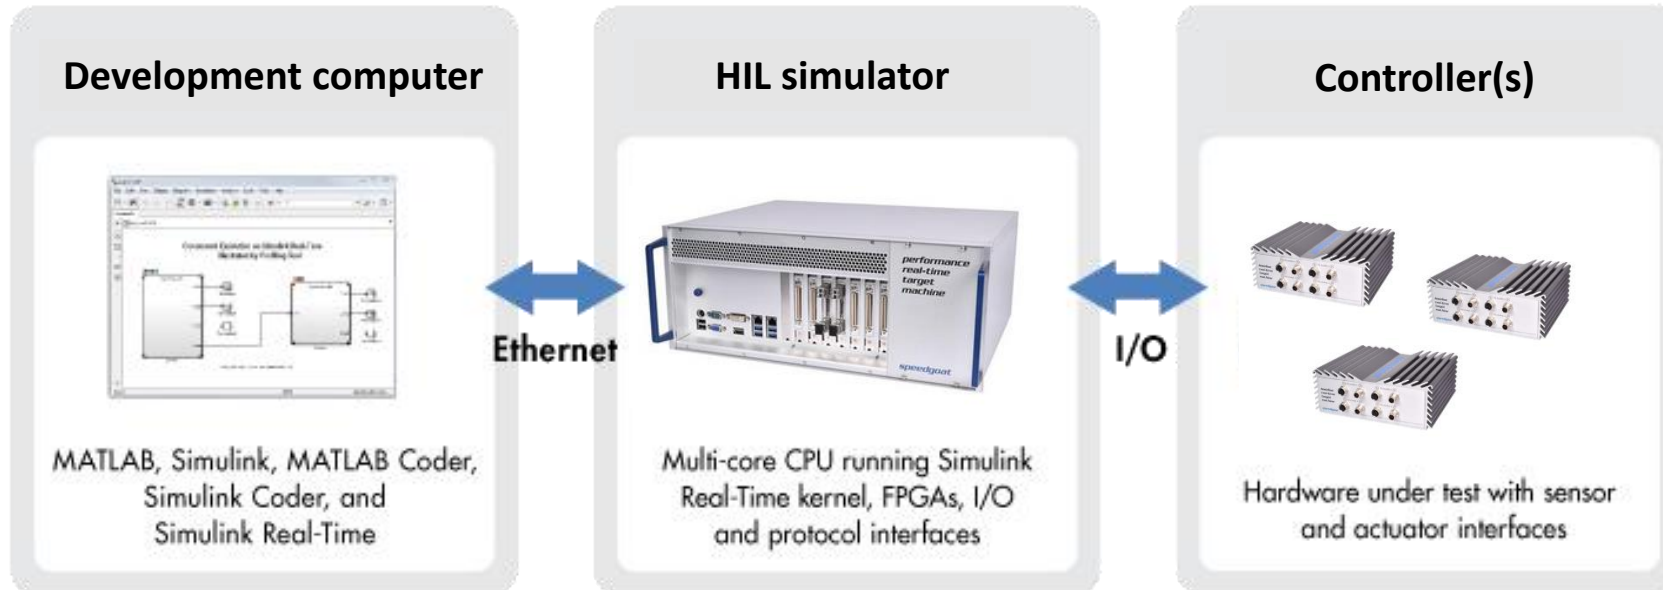 Development computer
HIL simulator
Controller(s)
performance
real-time
target
machine
speedgoat
Ethernet
I/O
MATLAB, Simulink, MATLAB Coder,
Simulink Coder, and
Simulink Real-Time
Multi-core CPU running Simulink
Real-Time kernel, FPGAs, I/O
and protocol interfaces
Hardware under test with sensor
and actuator interfaces